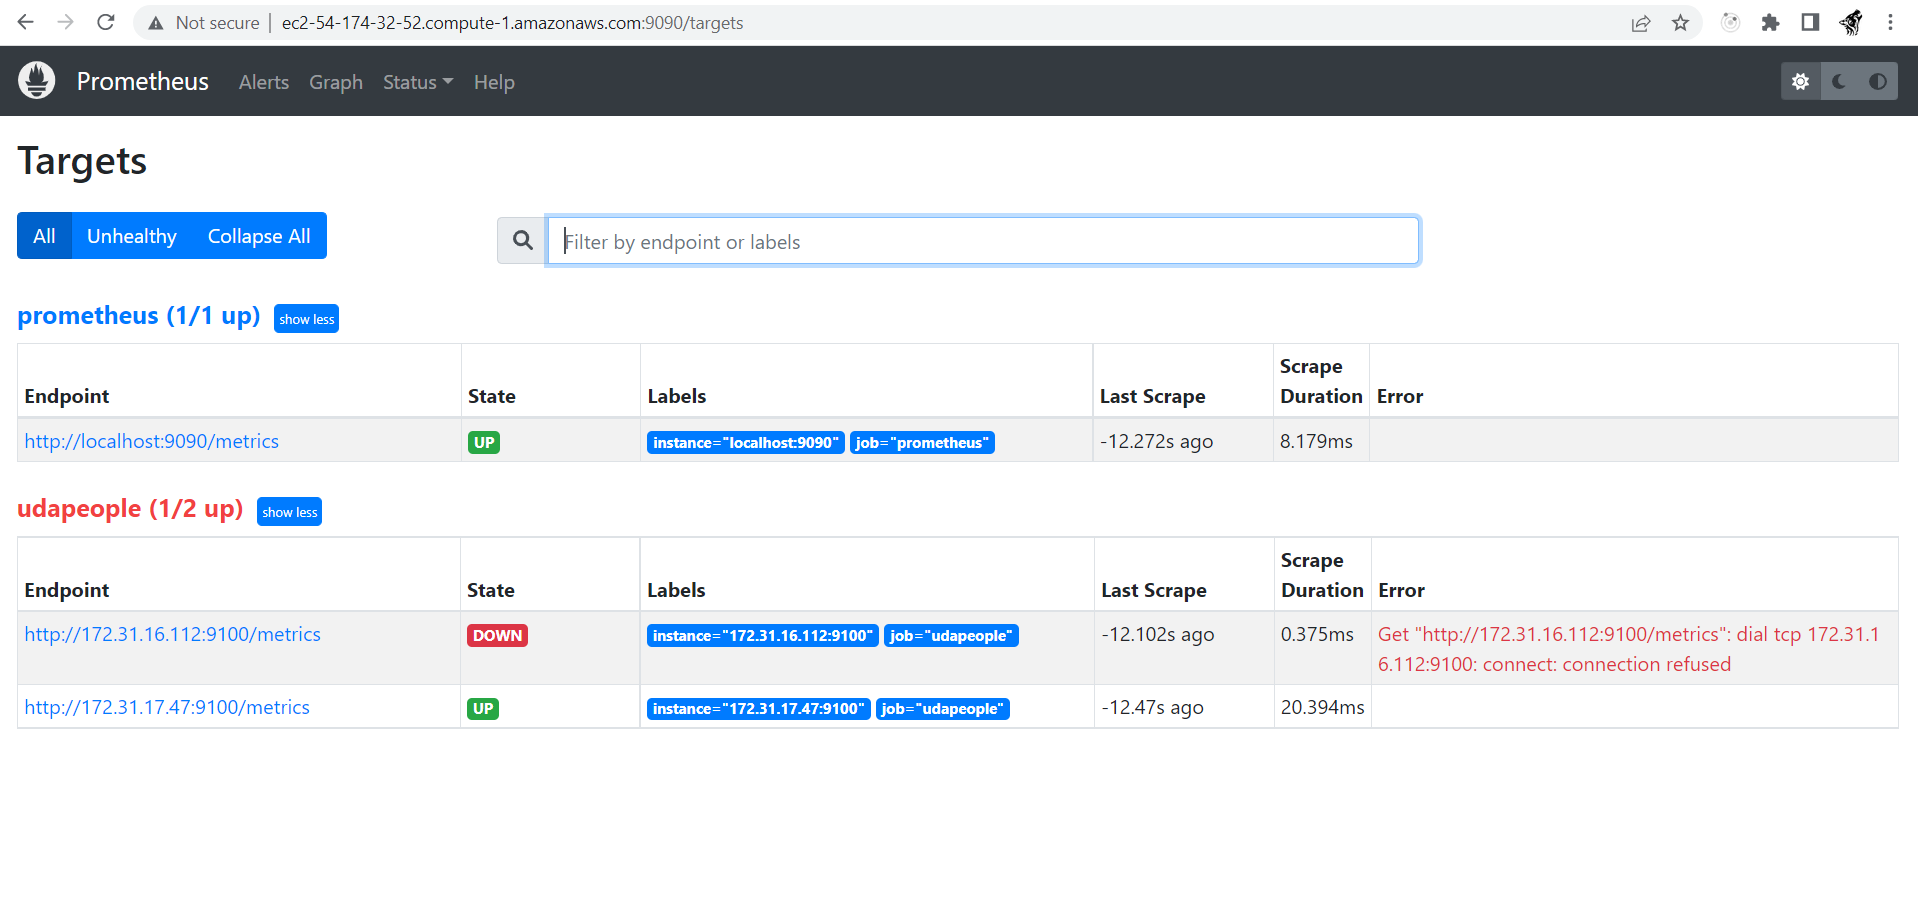 Not secure | ec2-54-174-32-52.compute-1.amazonaws.com:9090/targets
Prometheus Alerts Graph Status Help
Targets
All Unhealthy Collapse All
Filter by endpoint or labels
prometheus (1/1 up) show less
Endpoint State Labels Last Scrape Scrape Duration Error
http://localhost:9090/metrics UP instance="localhost:9090" job="prometheus" -12.272s ago 8.179ms
udapeople (1/2 up) show less
Endpoint State Labels Last Scrape Scrape Duration Error
http://172.31.16.112:9100/metrics DOWN instance="172.31.16.112:9100" job="udapeople" -12.102s ago 0.375ms Get "http://172.31.16.112:9100/metrics": dial tcp 172.31.1
6.112:9100: connect: connection refused
http://172.31.17.47:9100/metrics UP instance="172.31.17.47:9100" job="udapeople" -12.47s ago 20.394ms